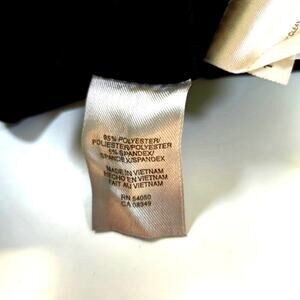 95% POLYESTER/
POLIESTER/POLYESTER
5% SPANDEX/
SPANDEX/SPANDEX
MADE IN VIETNAM
HECHO EN VIETNAM
FAIT AU VIETNAM
RN 54050
CA 08949